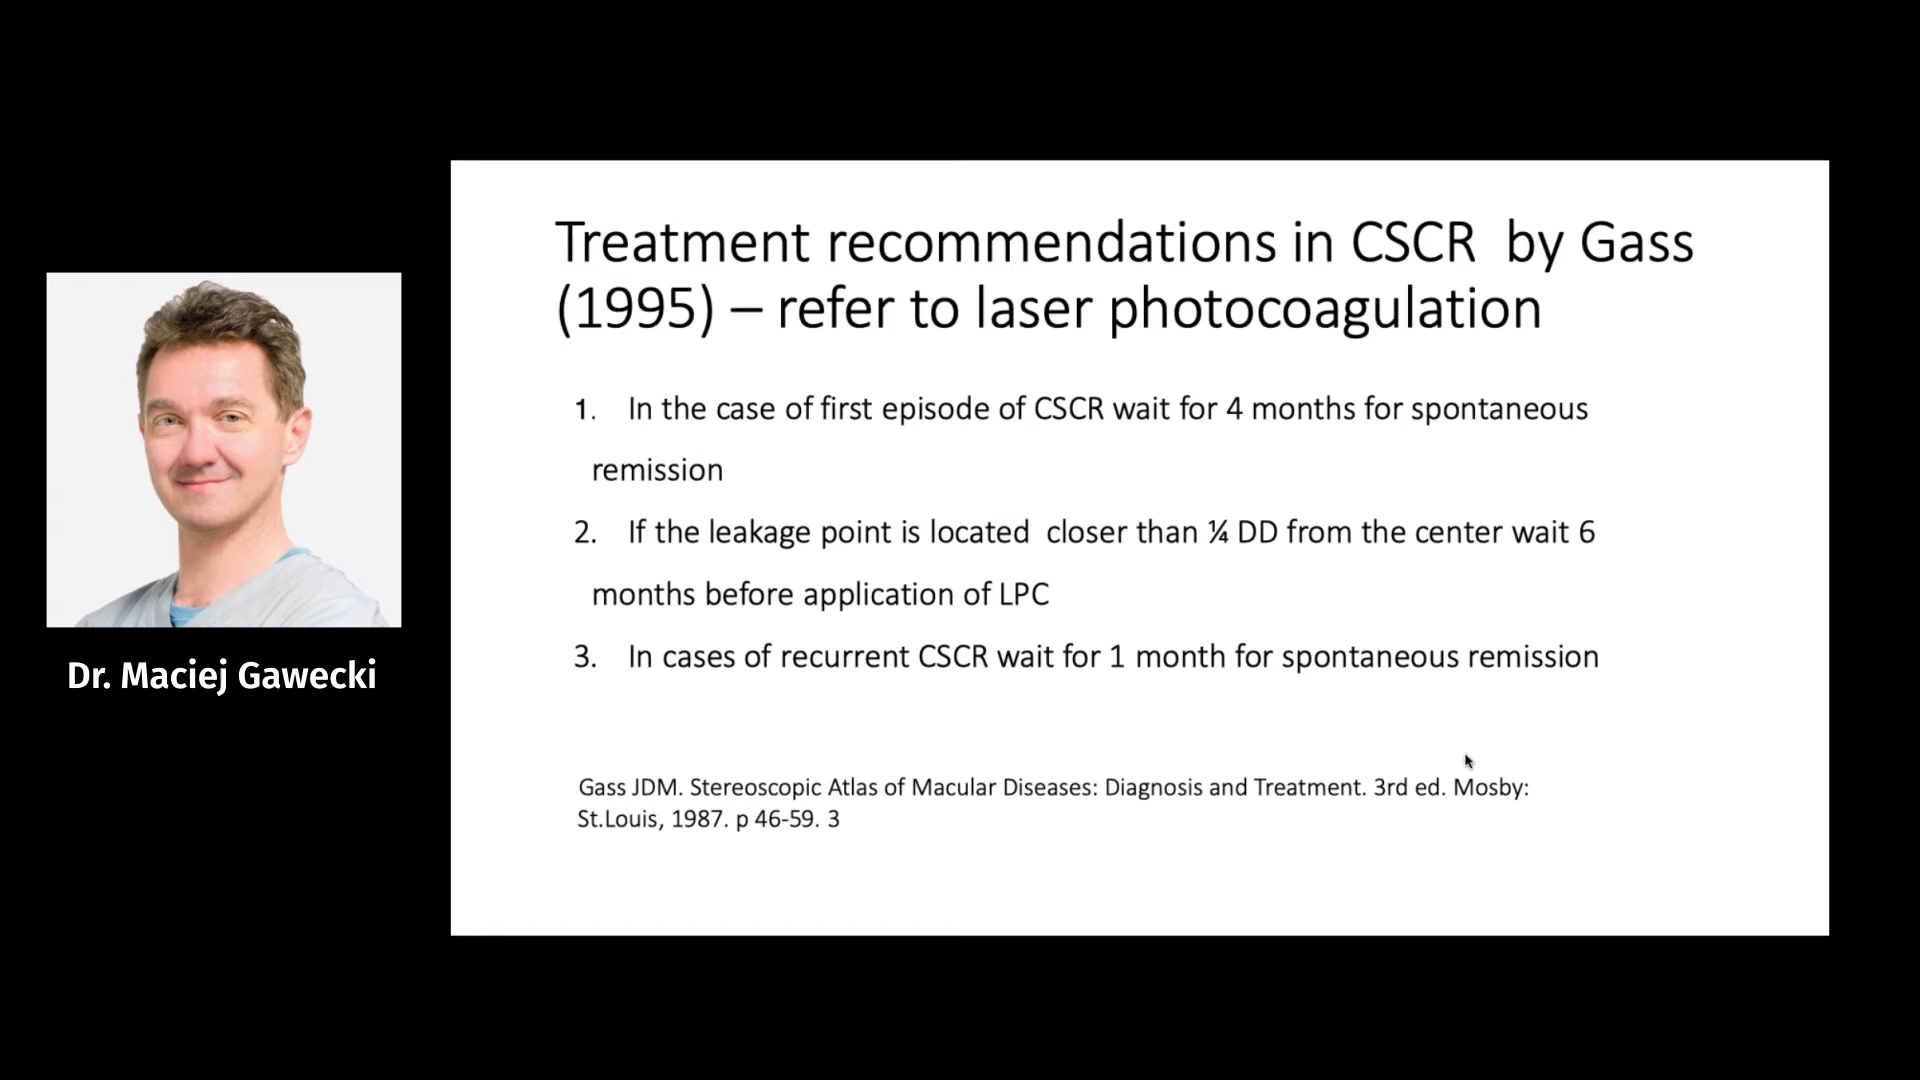 Treatment recommendations in CSCR  by Gass
(1995) – refer to laser photocoagulation
1. In the case of first episode of CSCR wait for 4 months for spontaneous
remission
2. If the leakage point is located  closer than ¼ DD from the center wait 6
months before application of LPC
3. In cases of recurrent CSCR wait for 1 month for spontaneous remission
Gass JDM. Stereoscopic Atlas of Macular Diseases: Diagnosis and Treatment. 3rd ed. Mosby:
St.Louis, 1987. p 46-59. 3
Dr. Maciej Gawecki